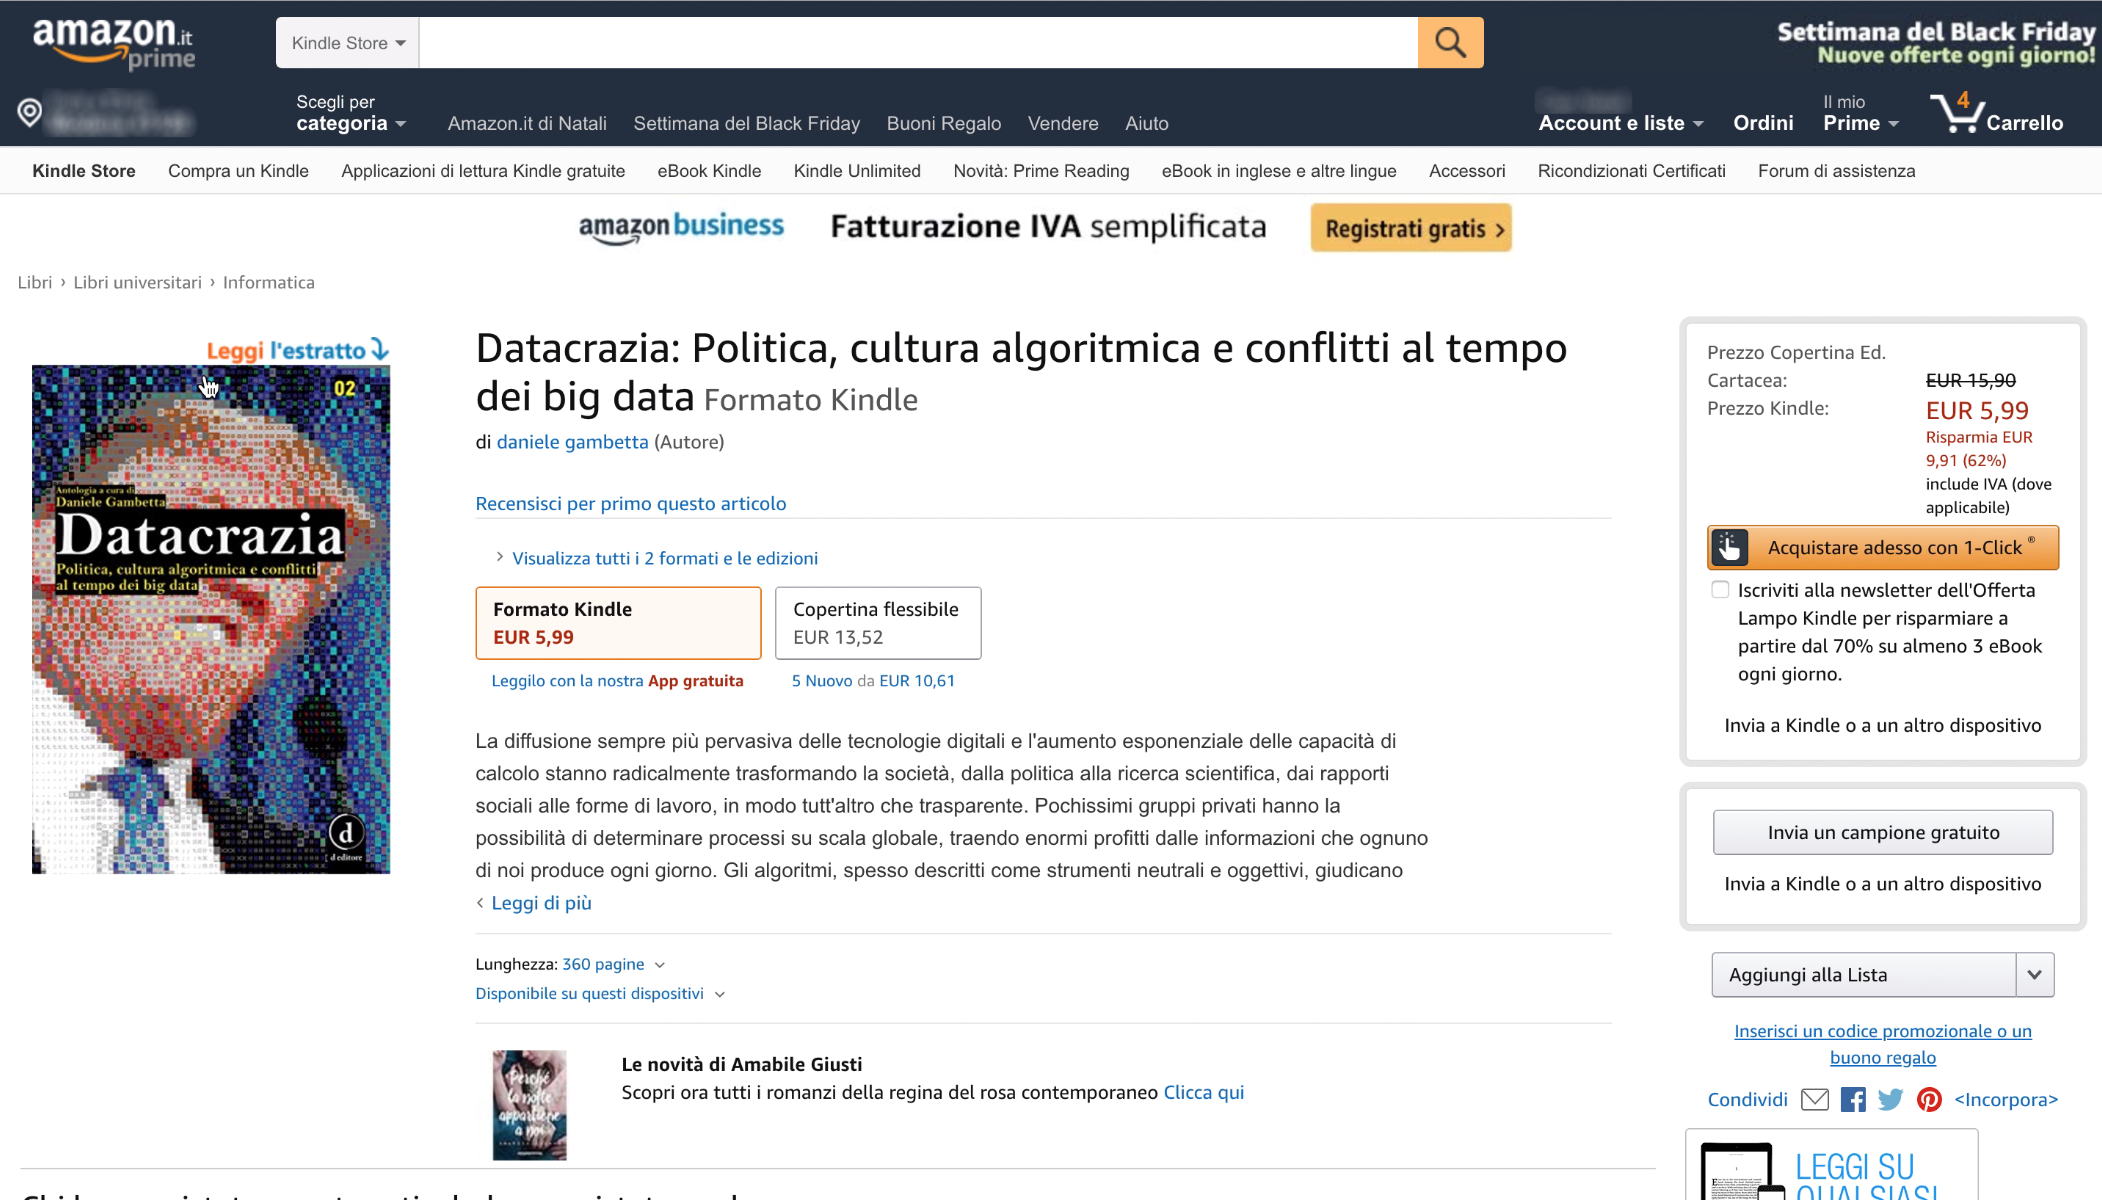 amazon.it
prime
Kindle Store
Settimana del Black Friday
Nuove offerte ogni giorno!
Scegli per
categoria
Amazon.it di Natali
Settimana del Black Friday
Buoni Regalo
Vendere
Aiuto
Account e liste
Ordini
Il mio
Prime
4
Carrello
Kindle Store
Compra un Kindle
Applicazioni di lettura Kindle gratuite
eBook Kindle
Kindle Unlimited
Novità: Prime Reading
eBook in inglese e altre lingue
Accessori
Ricondizionati Certificati
Forum di assistenza
amazon business
Fatturazione IVA semplificata
Registrati gratis ›
Libri › Libri universitari › Informatica
Leggi l'estratto
02
Antologia a cura di
Daniele Gambetta
Datacrazia
Politica, cultura algoritmica e conflitti
al tempo dei big data
d
[ d editore
Datacrazia: Politica, cultura algoritmica e conflitti al tempo
dei big data Formato Kindle
di daniele gambetta (Autore)
Recensisci per primo questo articolo
› Visualizza tutti i 2 formati e le edizioni
Formato Kindle
EUR 5,99
Copertina flessibile
EUR 13,52
Leggilo con la nostra App gratuita
5 Nuovo da EUR 10,61
La diffusione sempre più pervasiva delle tecnologie digitali e l'aumento esponenziale delle capacità di
calcolo stanno radicalmente trasformando la società, dalla politica alla ricerca scientifica, dai rapporti
sociali alle forme di lavoro, in modo tutt'altro che trasparente. Pochissimi gruppi privati hanno la
possibilità di determinare processi su scala globale, traendo enormi profitti dalle informazioni che ognuno
di noi produce ogni giorno. Gli algoritmi, spesso descritti come strumenti neutrali e oggettivi, giudicano
‹ Leggi di più
Lunghezza: 360 pagine
Disponibile su questi dispositivi
Perché
la notte
appartiene
a noi
Le novità di Amabile Giusti
Scopri ora tutti i romanzi della regina del rosa contemporaneo Clicca qui
Prezzo Copertina Ed.
Cartacea: EUR 15,90
Prezzo Kindle: EUR 5,99
Risparmia EUR
9,91 (62%)
include IVA (dove
applicabile)
Acquistare adesso con 1-Click ®
Iscriviti alla newsletter dell'Offerta
Lampo Kindle per risparmiare a
partire dal 70% su almeno 3 eBook
ogni giorno.
Invia a Kindle o a un altro dispositivo
Invia un campione gratuito
Invia a Kindle o a un altro dispositivo
Aggiungi alla Lista
Inserisci un codice promozionale o un
buono regalo
Condividi
<Incorpora>
LEGGI SU
QUALSIASI